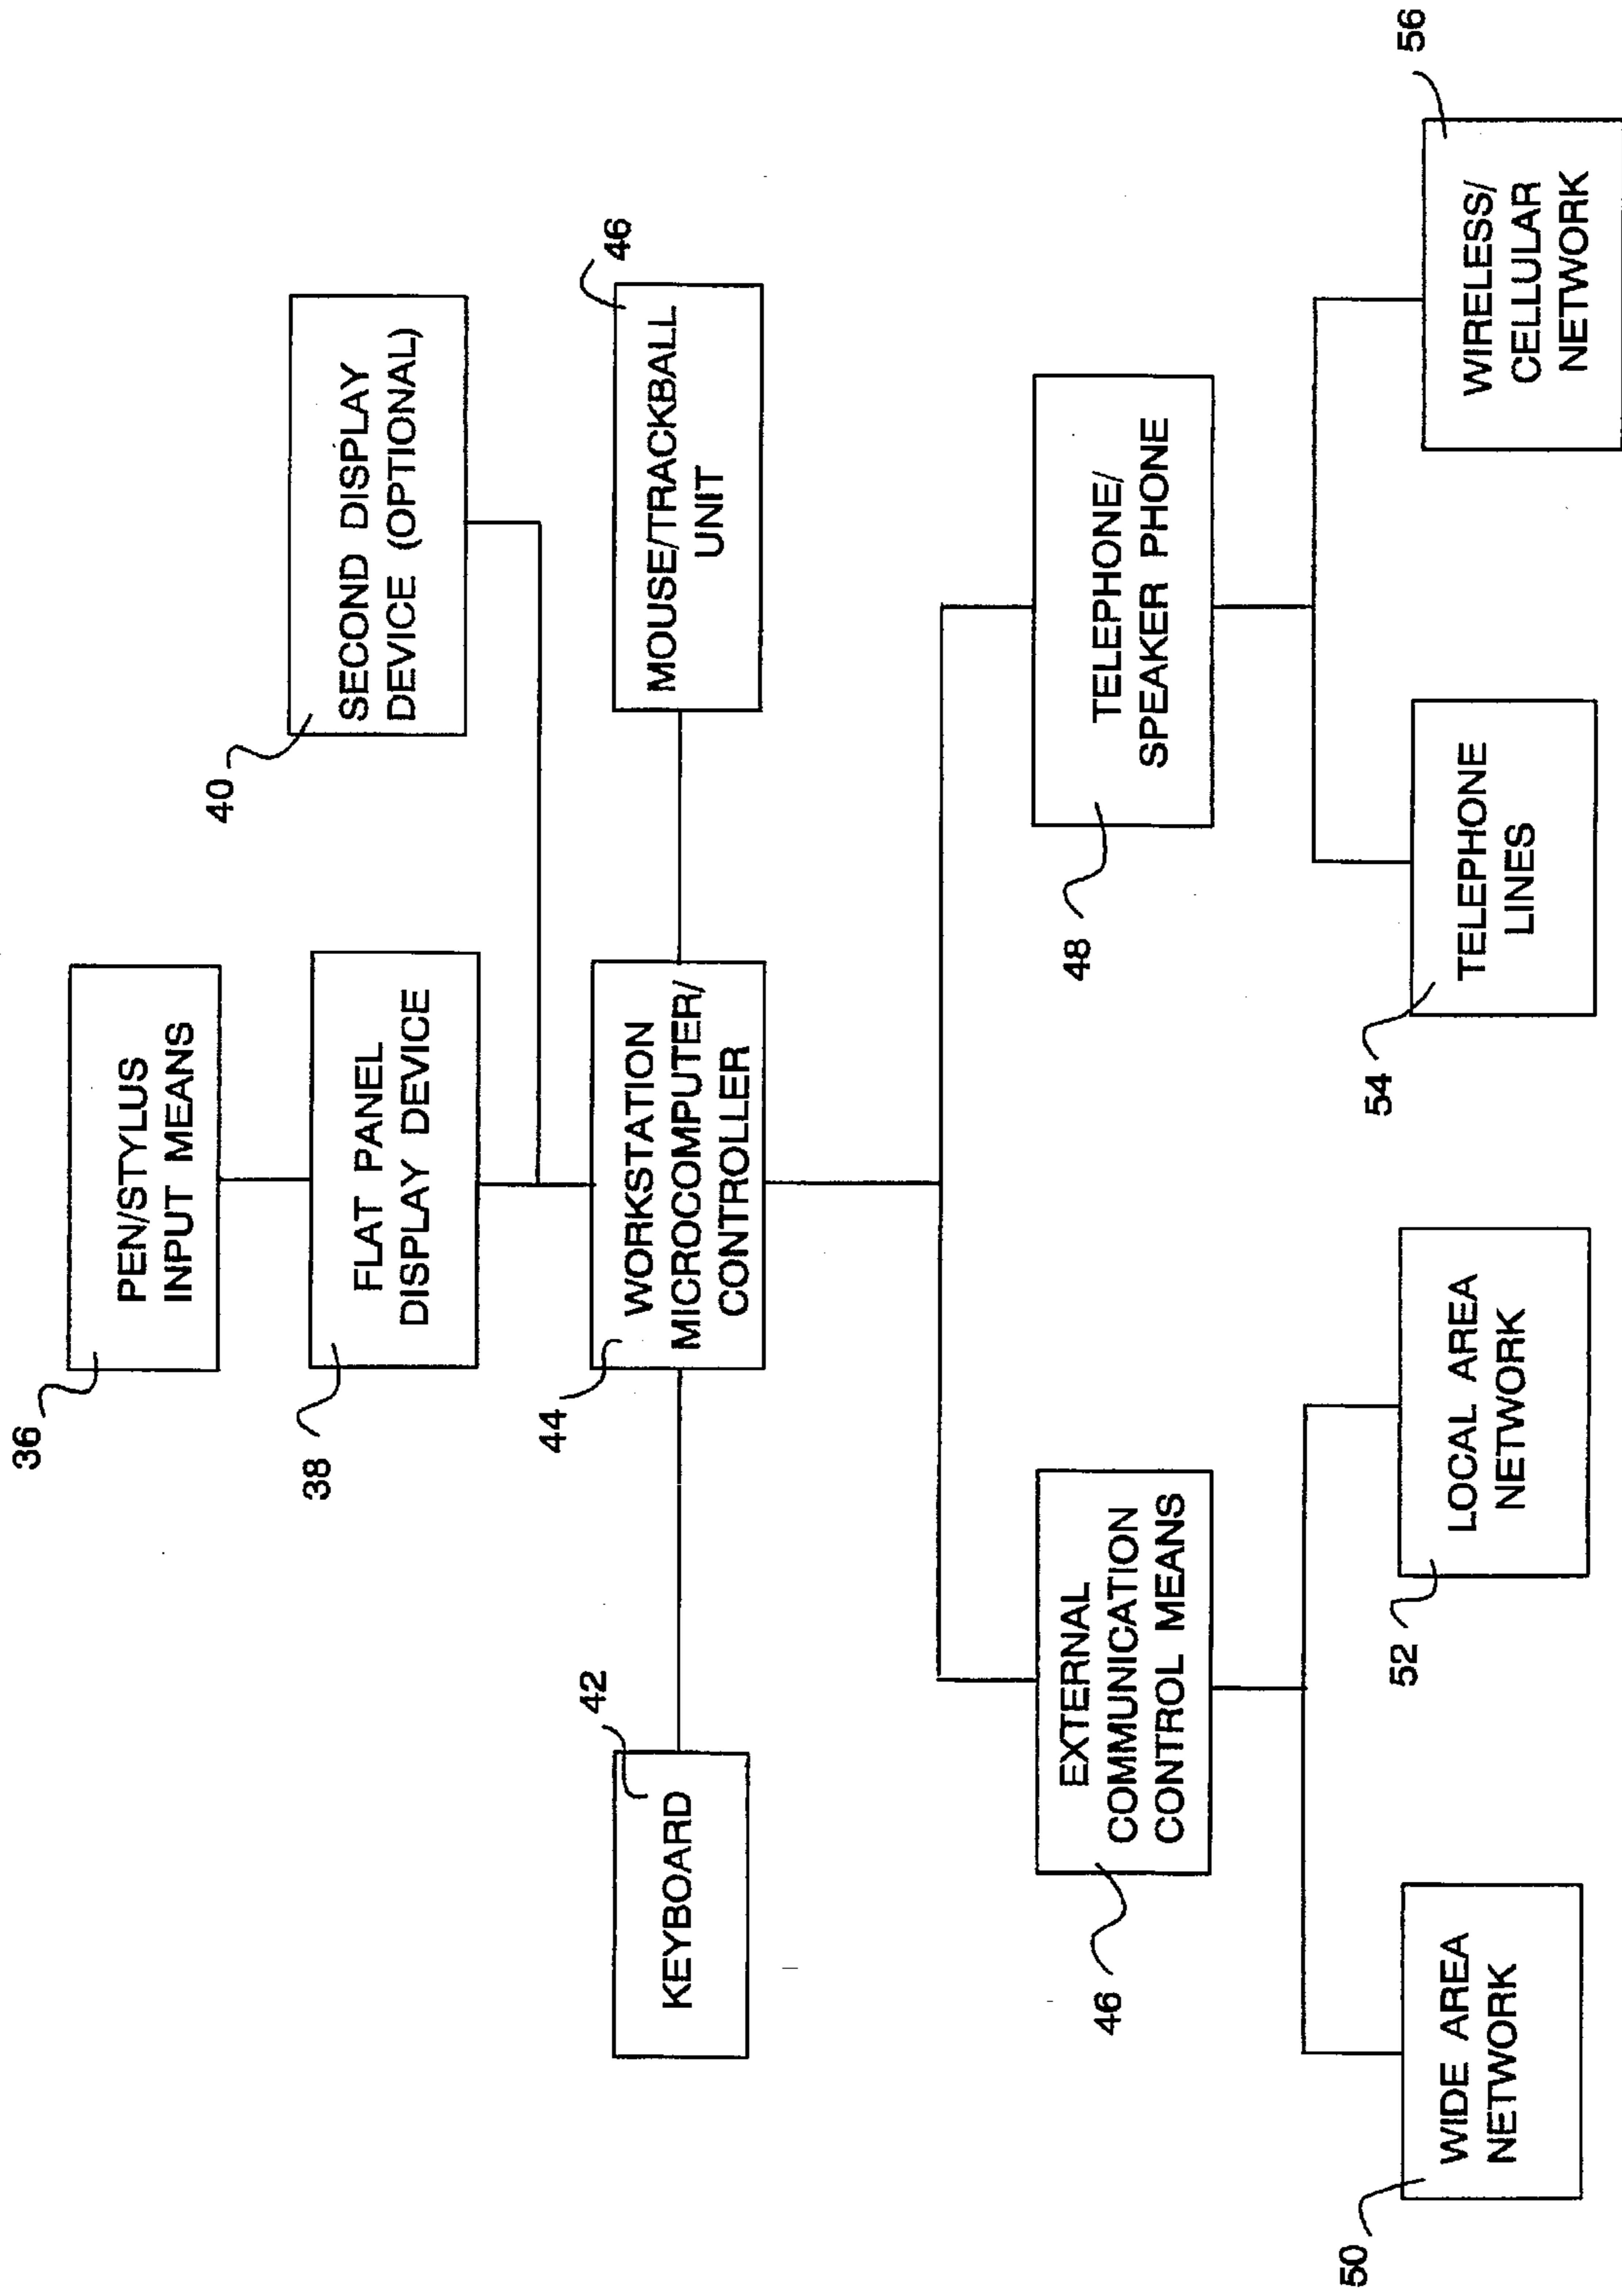 36
PEN/STYLUS
INPUT MEANS
38
FLAT PANEL
DISPLAY DEVICE
40
SECOND DISPLAY
DEVICE (OPTIONAL)
42
KEYBOARD
44
WORKSTATION
MICROCOMPUTER/
CONTROLLER
46
MOUSE/TRACKBALL
UNIT
46
EXTERNAL
COMMUNICATION
CONTROL MEANS
48
TELEPHONE/
SPEAKER PHONE
50
WIDE AREA
NETWORK
52
LOCAL AREA
NETWORK
54
TELEPHONE
LINES
56
WIRELESS/
CELLULAR
NETWORK